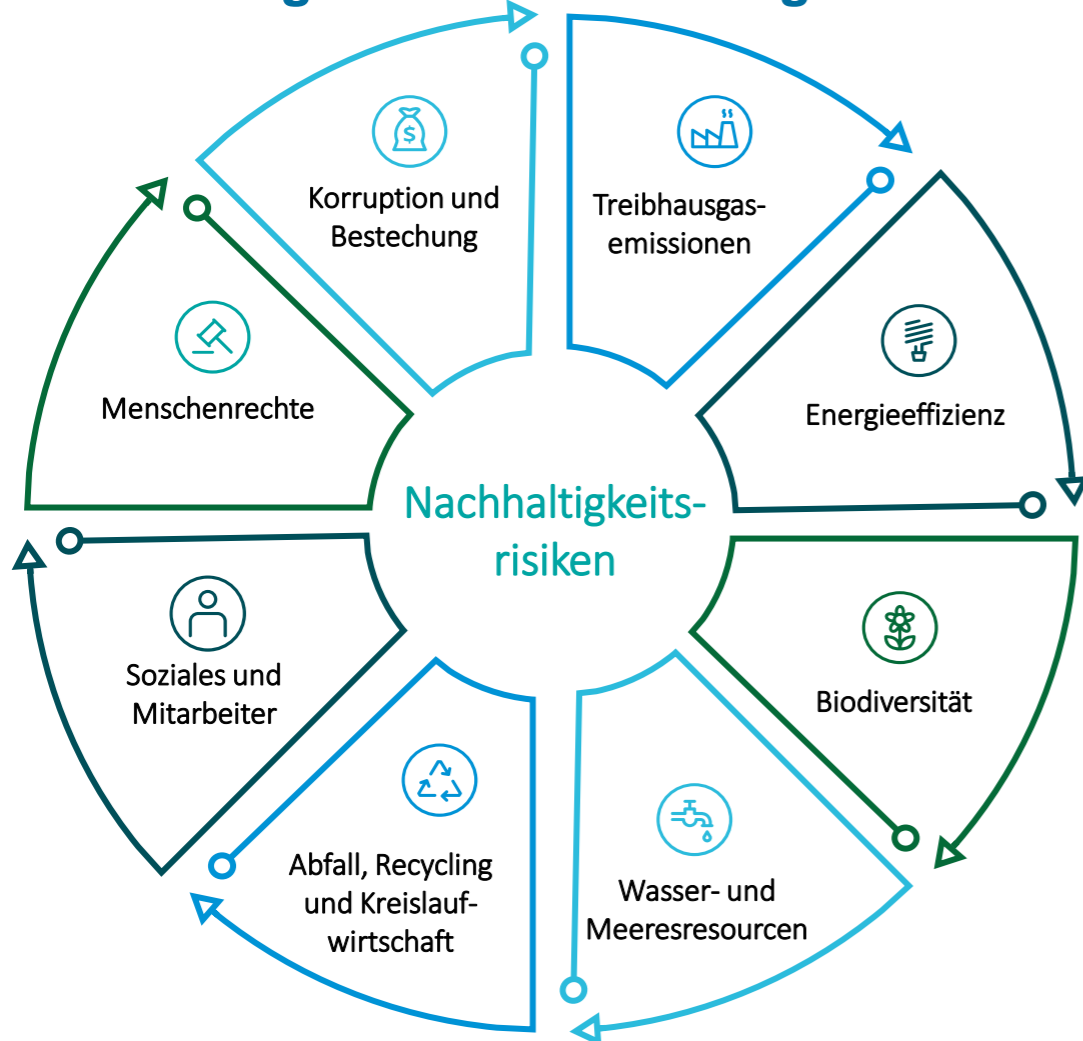 Korruption und
Bestechung
Treibhausgas-
emissionen
Energieeffizienz
Biodiversität
Wasser- und
Meeresresourcen
Abfall, Recycling
und Kreislauf-
wirtschaft
Soziales und
Mitarbeiter
Menschenrechte
Nachhaltigkeits-
risiken
$